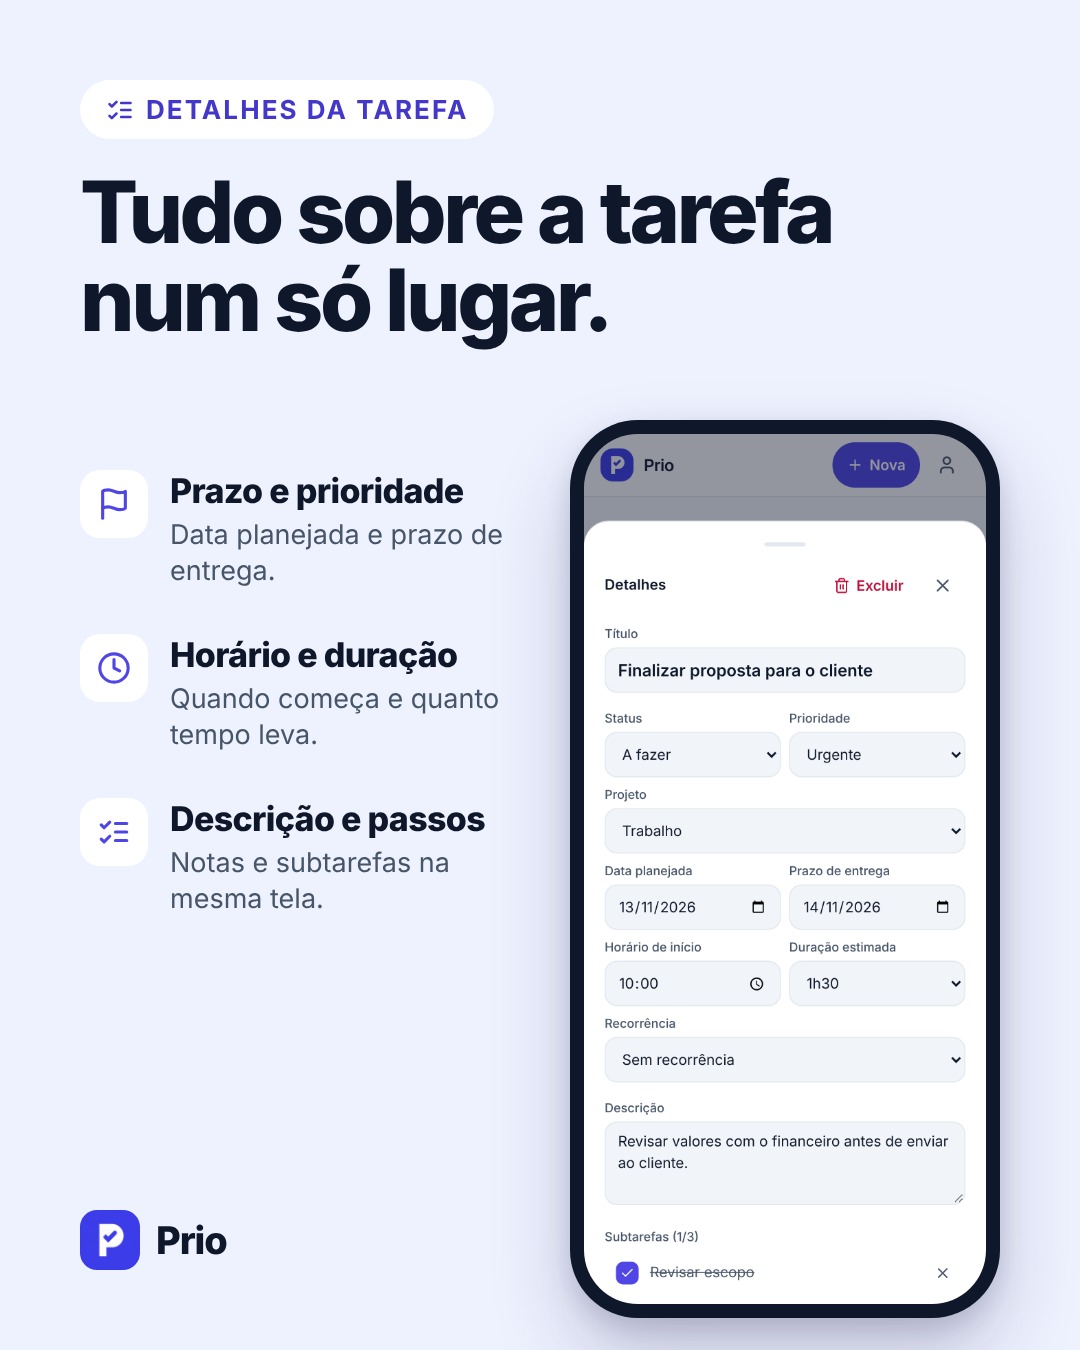 DETALHES DA TAREFA
Tudo sobre a tarefa
num só lugar.
Prazo e prioridade
Data planejada e prazo de
entrega.
Horário e duração
Quando começa e quanto
tempo leva.
Descrição e passos
Notas e subtarefas na
mesma tela.
Prio
Prio
+ Nova
Detalhes
Excluir
Título
Finalizar proposta para o cliente
Status
Prioridade
A fazer
Urgente
Projeto
Trabalho
Data planejada
Prazo de entrega
13/11/2026
14/11/2026
Horário de início
Duração estimada
10:00
1h30
Recorrência
Sem recorrência
Descrição
Revisar valores com o financeiro antes de enviar
ao cliente.
Subtarefas (1/3)
Revisar escopo